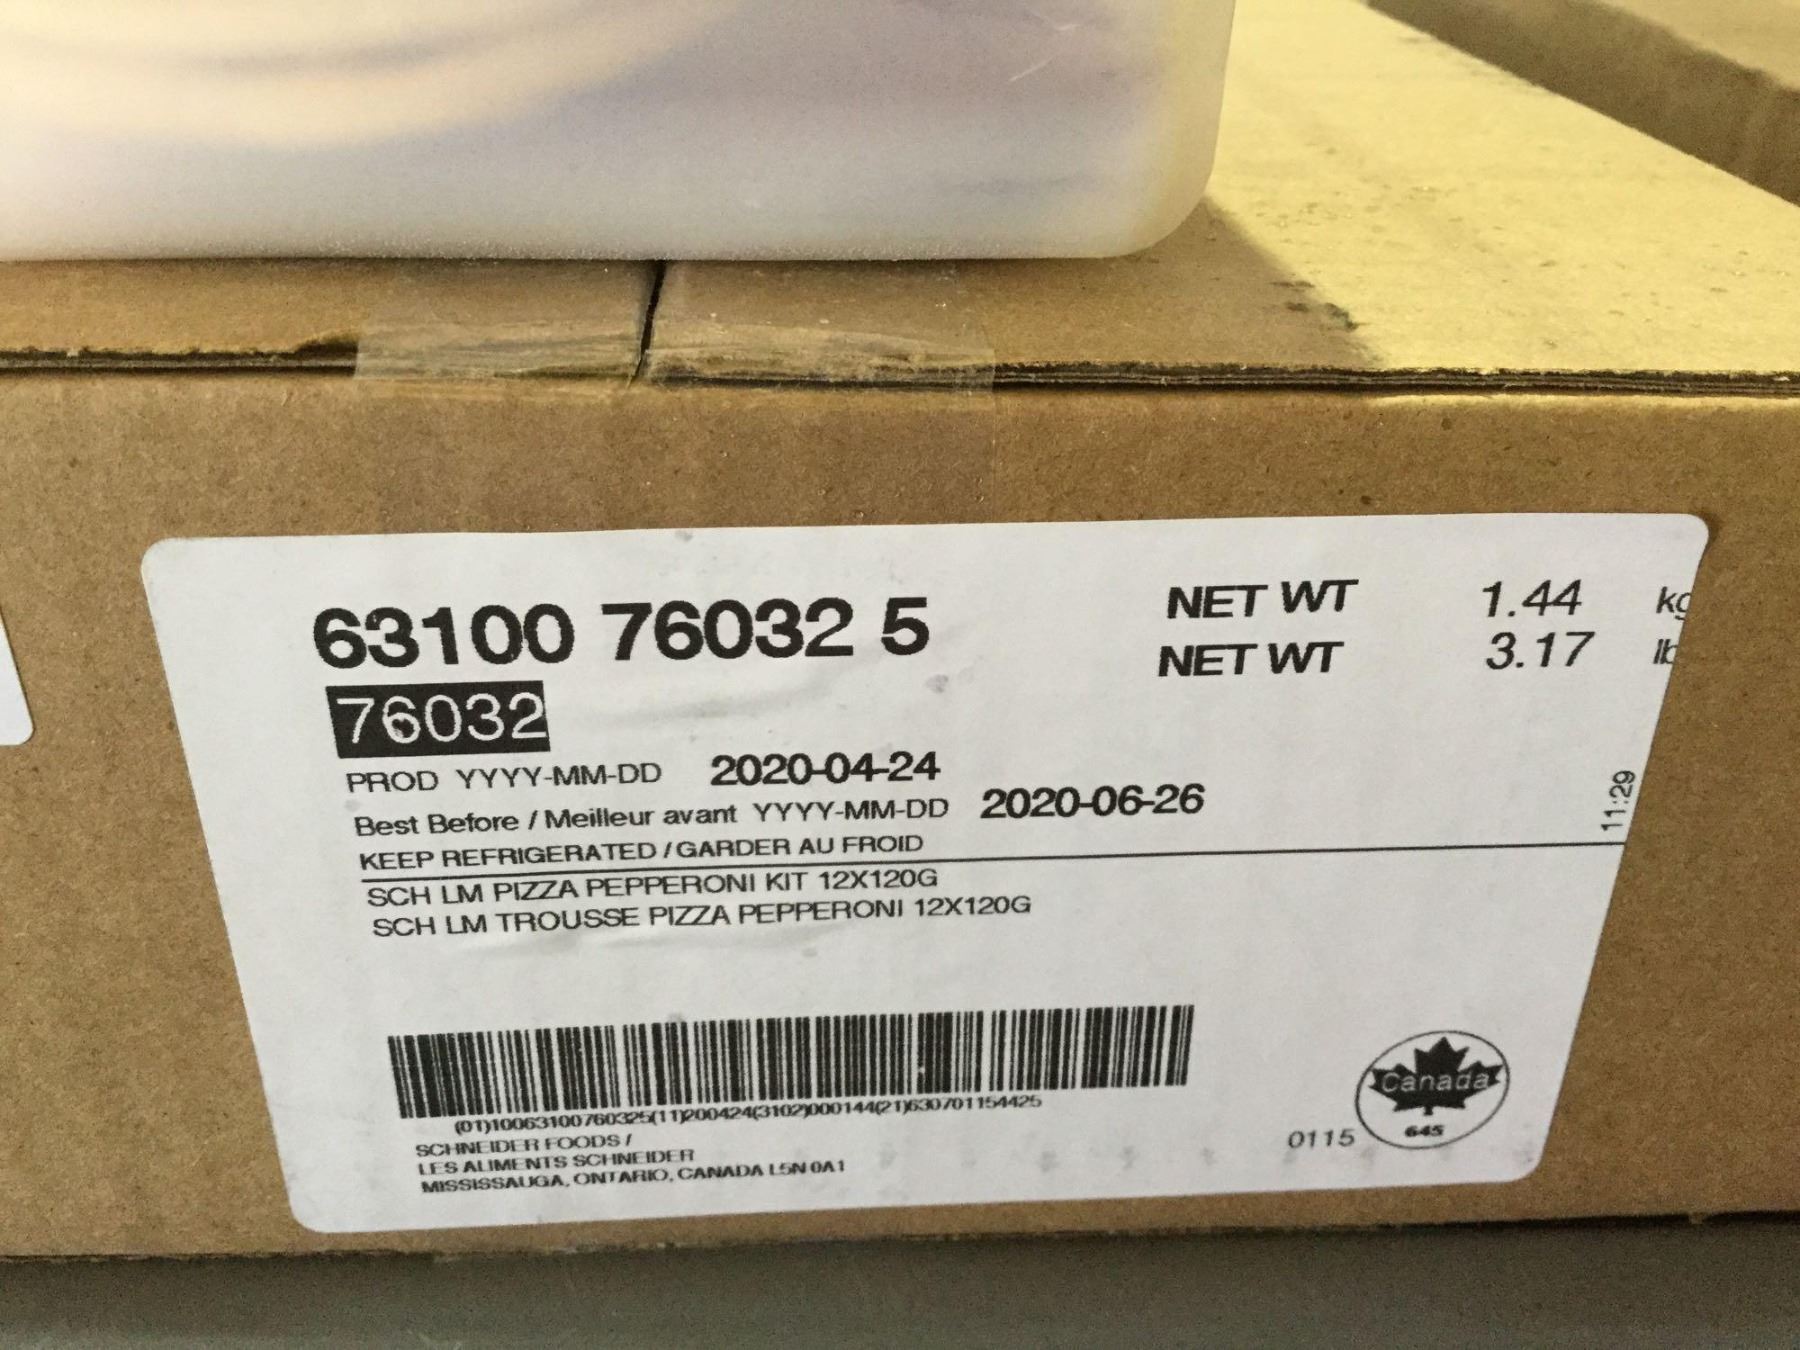 63100 76032 5
NET WT 1.44 kg
NET WT 3.17 lb
76032
PROD YYYY-MM-DD 2020-04-24
Best Before / Meilleur avant YYYY-MM-DD 2020-06-26
11:29
KEEP REFRIGERATED / GARDER AU FROID
SCH LM PIZZA PEPPERONI KIT 12X120G
SCH LM TROUSSE PIZZA PEPPERONI 12X120G
(01)10063100760325(11)200424(3102)000144(21)630701154425
SCHNEIDER FOODS /
LES ALIMENTS SCHNEIDER
MISSISSAUGA, ONTARIO, CANADA L5N 0A1
0115
Canada
645